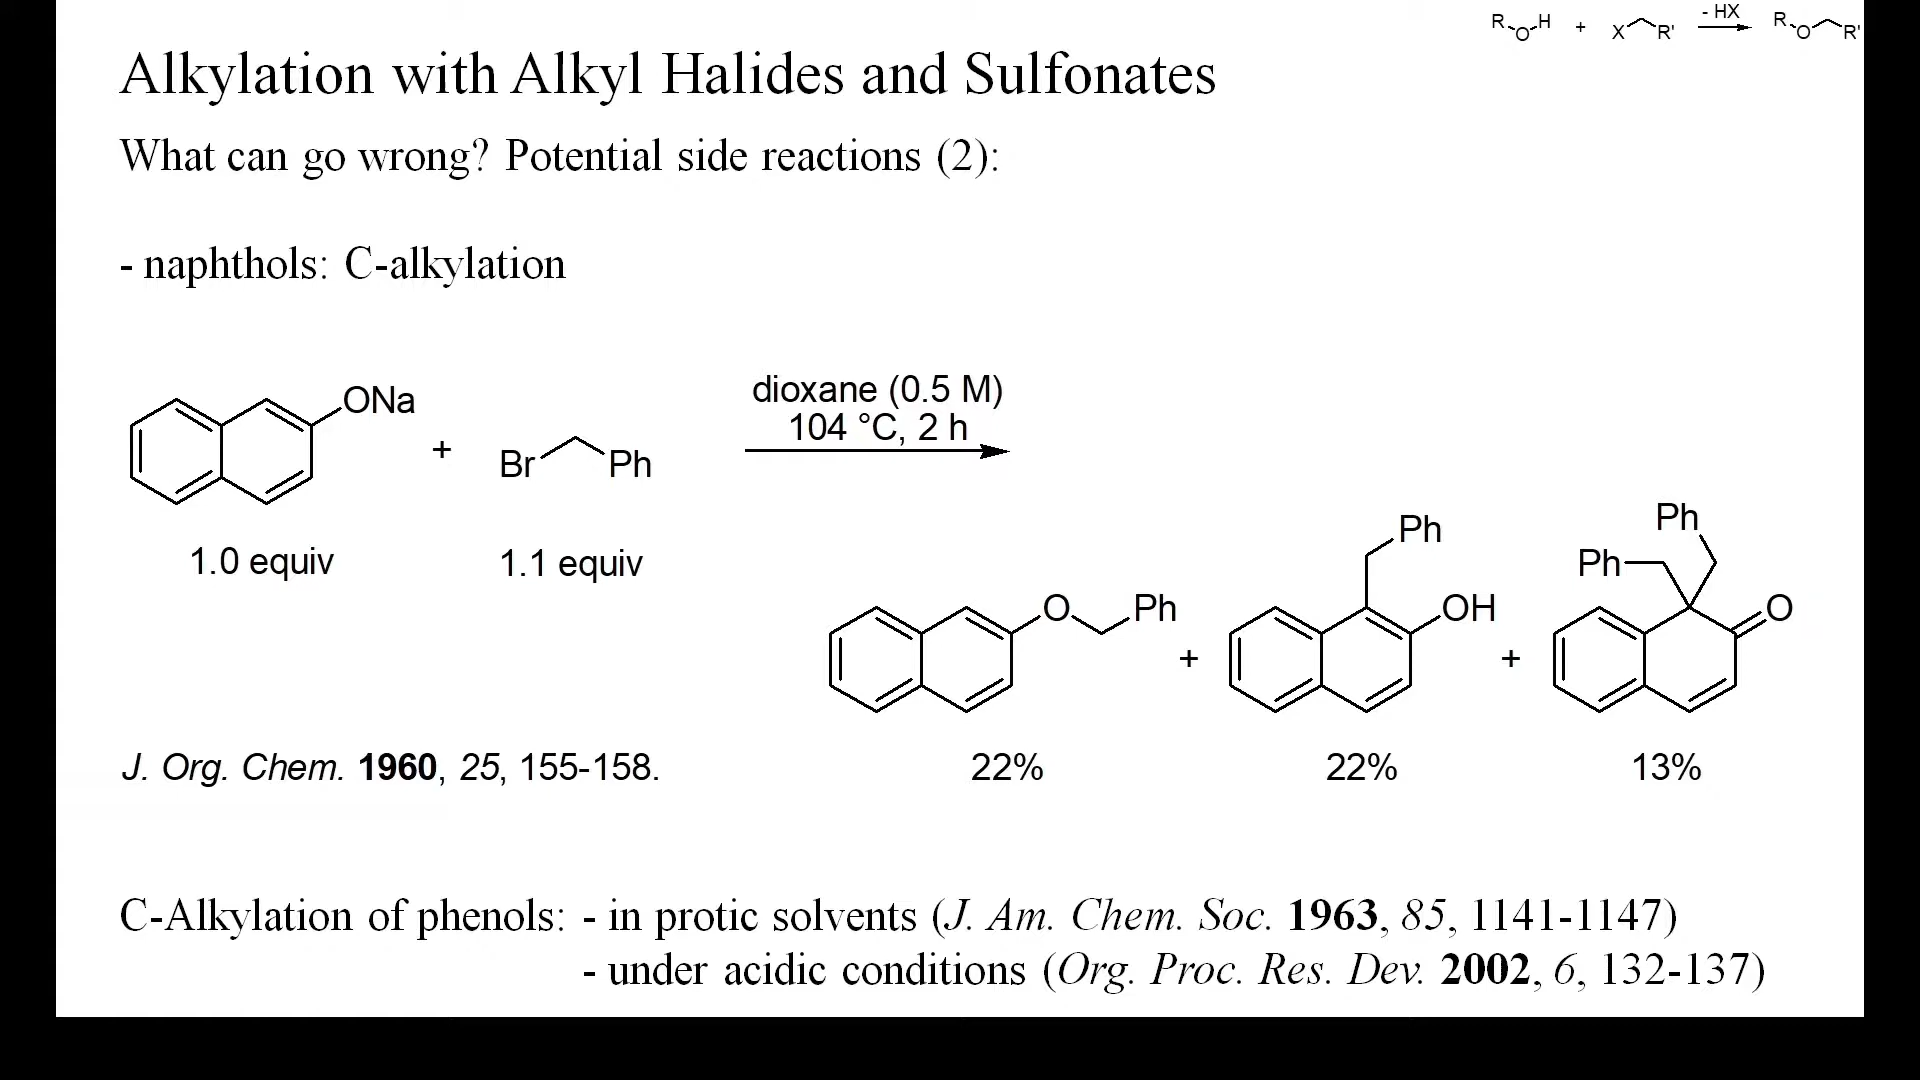 R O H + X R' - HX R O R'
Alkylation with Alkyl Halides and Sulfonates
What can go wrong? Potential side reactions (2):
- naphthols: C-alkylation
ONa + Br Ph
dioxane (0.5 M)
104 °C, 2 h
1.0 equiv 1.1 equiv
O Ph + Ph OH + Ph Ph O
J. Org. Chem. 1960, 25, 155-158. 22% 22% 13%
C-Alkylation of phenols: - in protic solvents (J. Am. Chem. Soc. 1963, 85, 1141-1147)
- under acidic conditions (Org. Proc. Res. Dev. 2002, 6, 132-137)